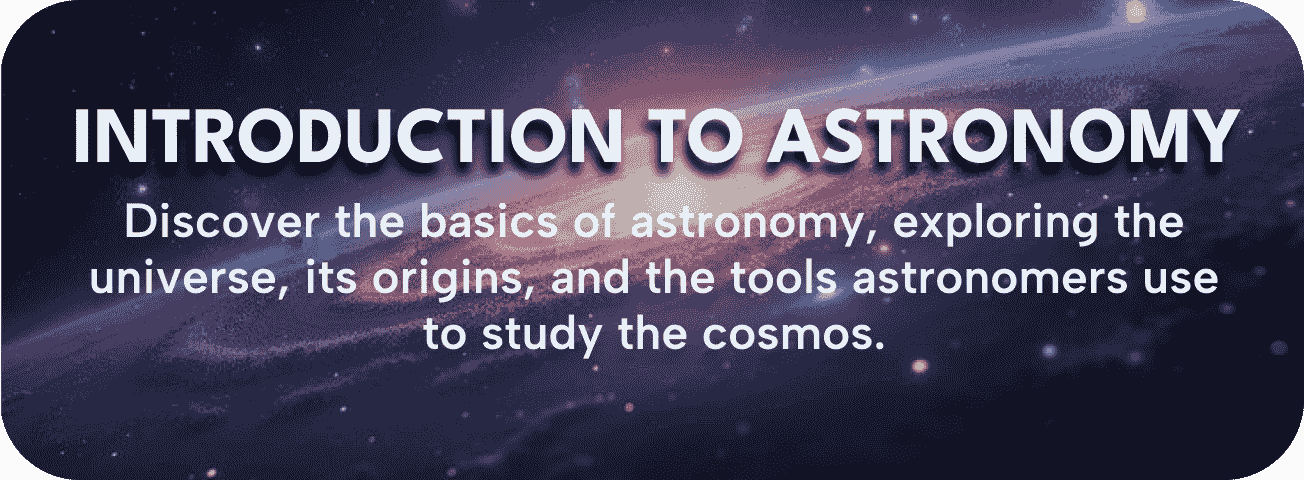 INTRODUCTION TO ASTRONOMY
Discover the basics of astronomy, exploring the
universe, its origins, and the tools astronomers use
to study the cosmos.